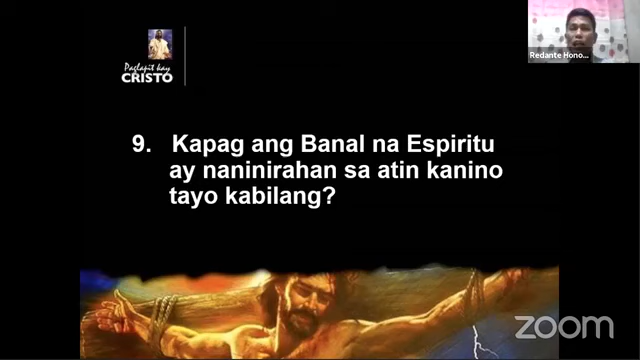 Paglapit kay
CRISTO
Redante Hono...
9. Kapag ang Banal na Espiritu
ay naninirahan sa atin kanino
tayo kabilang?
zoom